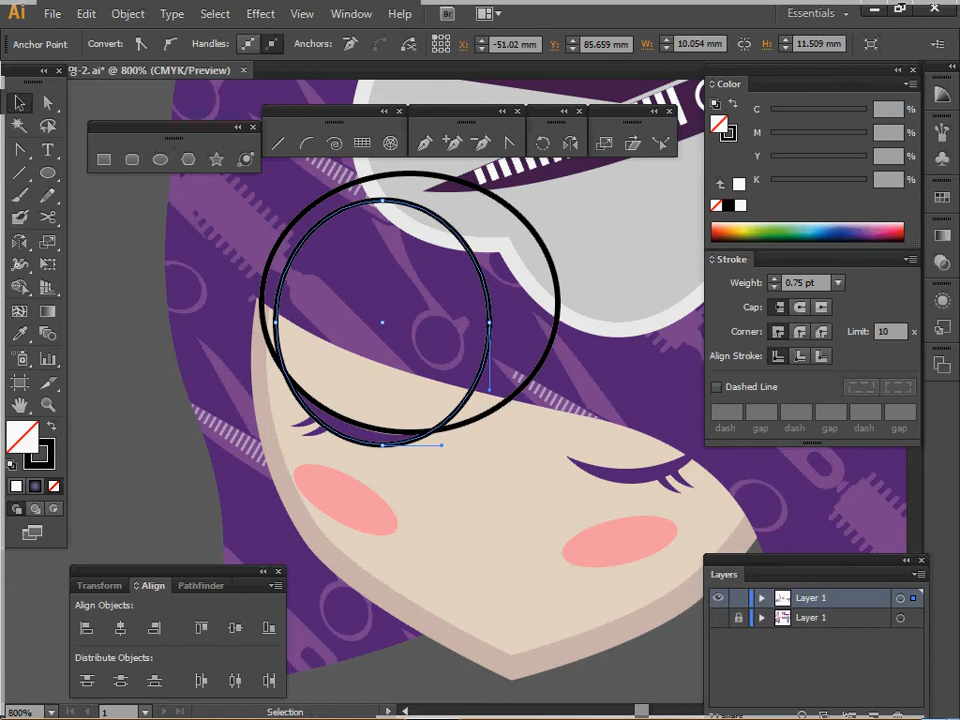 Ai File Edit Object Type Select Effect View Window Help Br Essentials
Anchor Point Convert: Handles: Anchors: X: -51.02 mm Y: 85.659 mm W: 10.054 mm H: 11.509 mm
명-2.ai* @ 800% (CMYK/Preview)
Color
C %
M %
Y %
K %
Stroke
Weight: 0.75 pt
Cap:
Corner: Limit: 10 x
Align Stroke:
Dashed Line
dash gap dash gap dash gap
Layers
Layer 1
Layer 1
Transform Align Pathfinder
Align Objects:
Distribute Objects:
800% 1 Selection